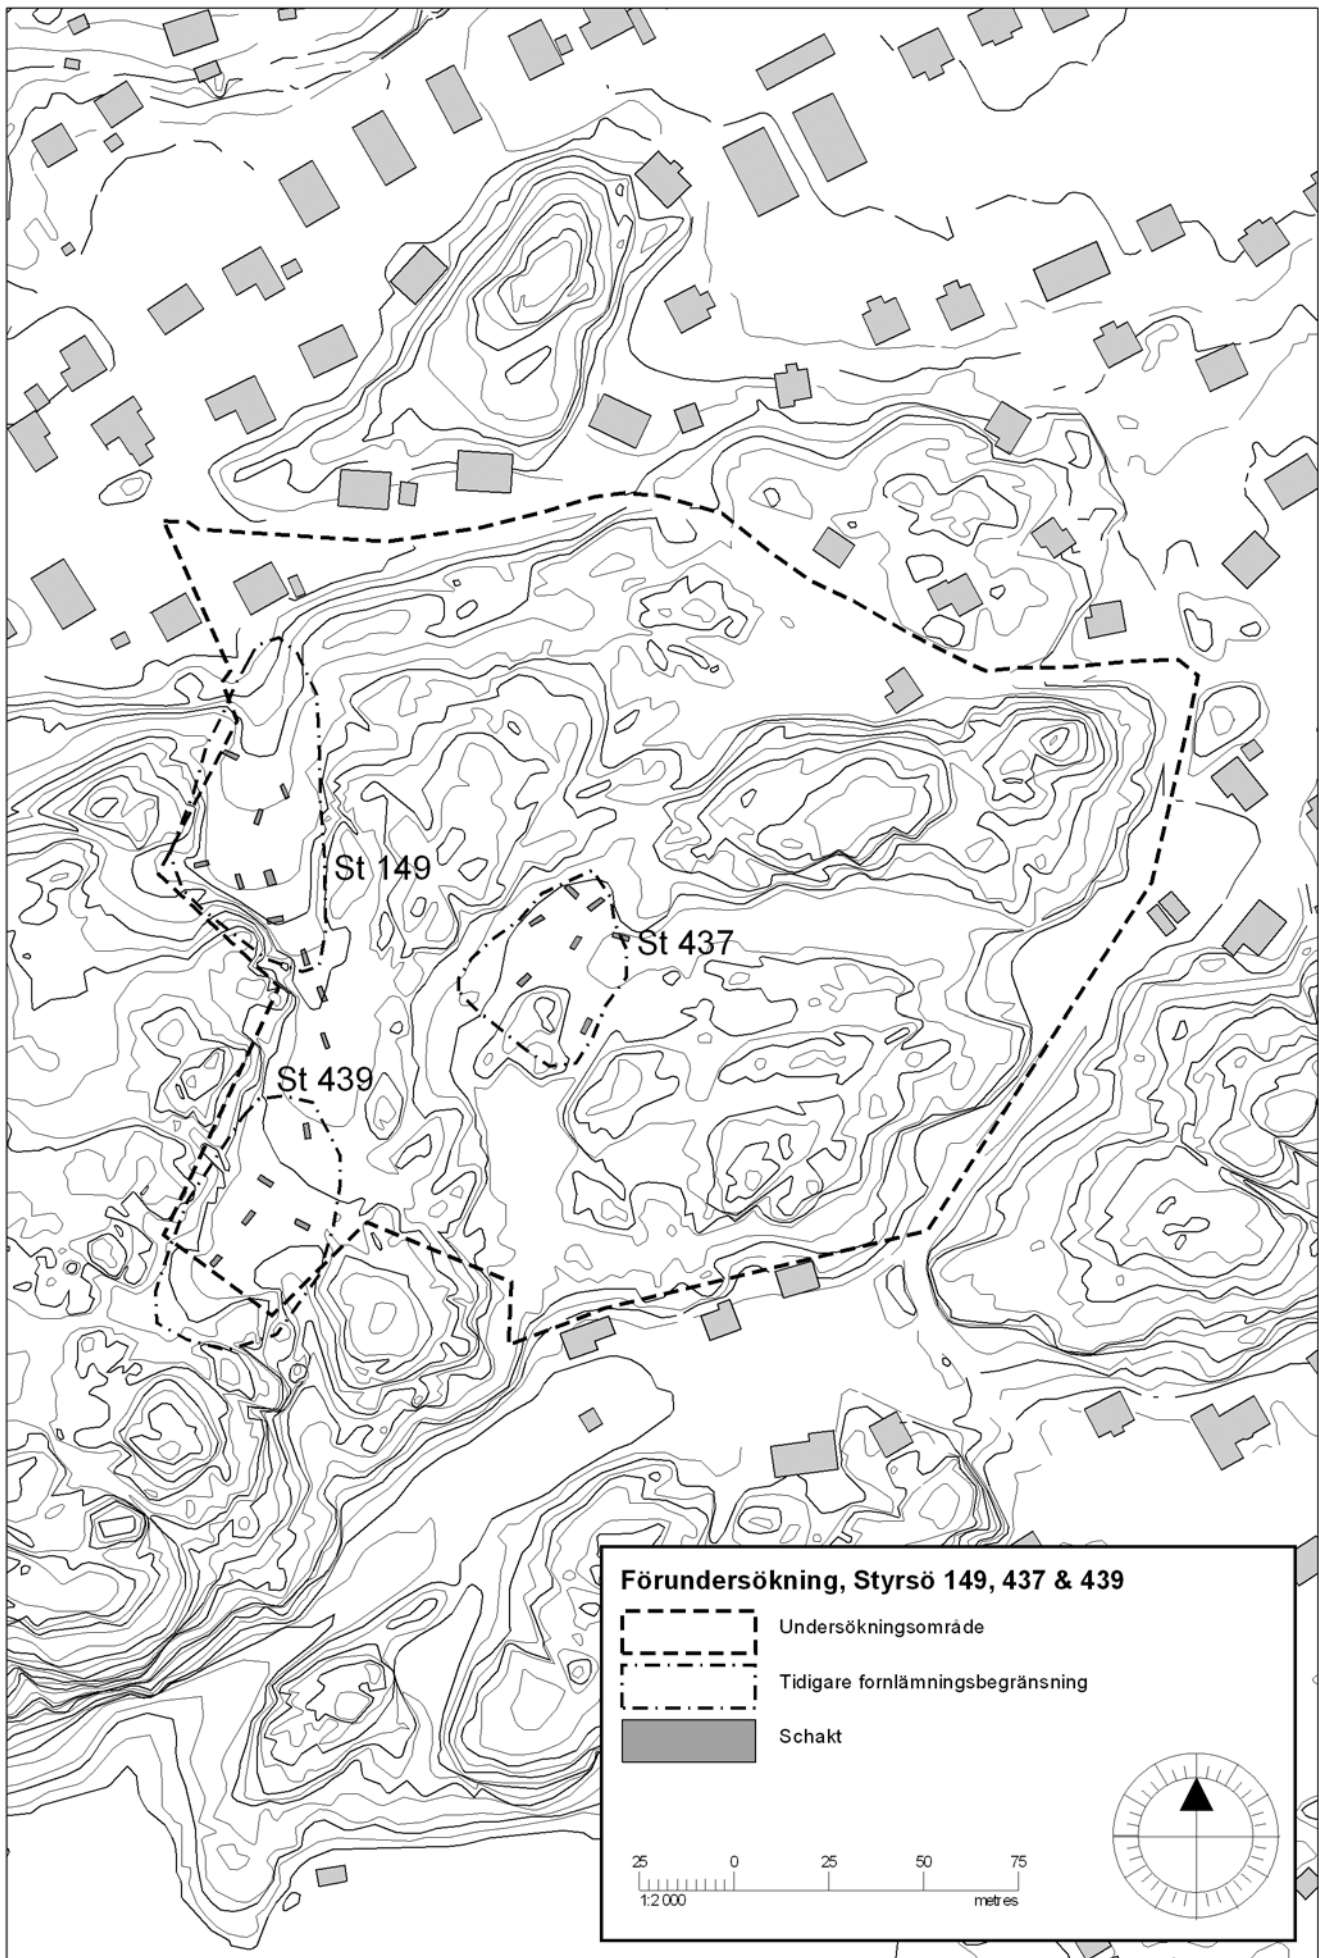 St 149
St 437
St 439
Förundersökning, Styrsö 149, 437 & 439
Undersökningsområde
Tidigare fornlämningsbegränsning
Schakt
25 0 25 50 75
1:2 000 metres